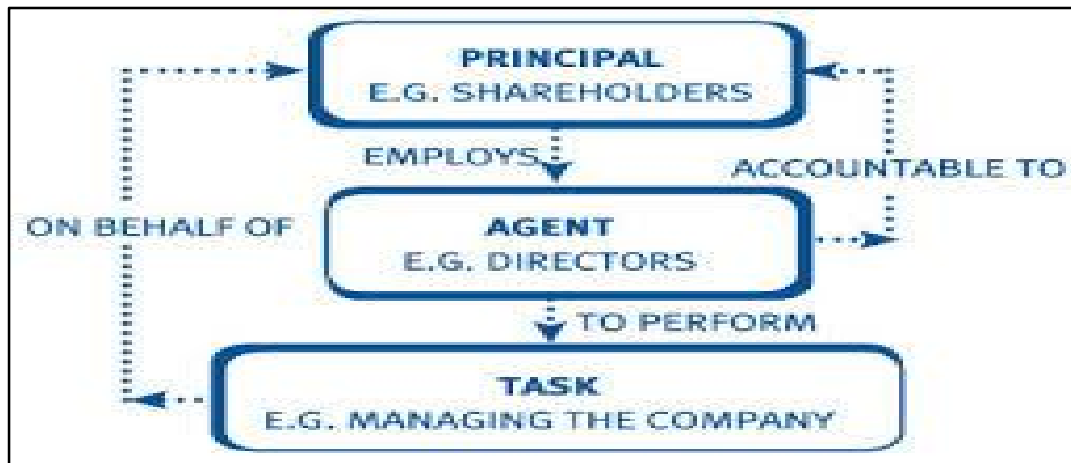 PRINCIPAL
E.G. SHAREHOLDERS
EMPLOYS
ACCOUNTABLE TO
ON BEHALF OF
AGENT
E.G. DIRECTORS
TO PERFORM
TASK
E.G. MANAGING THE COMPANY